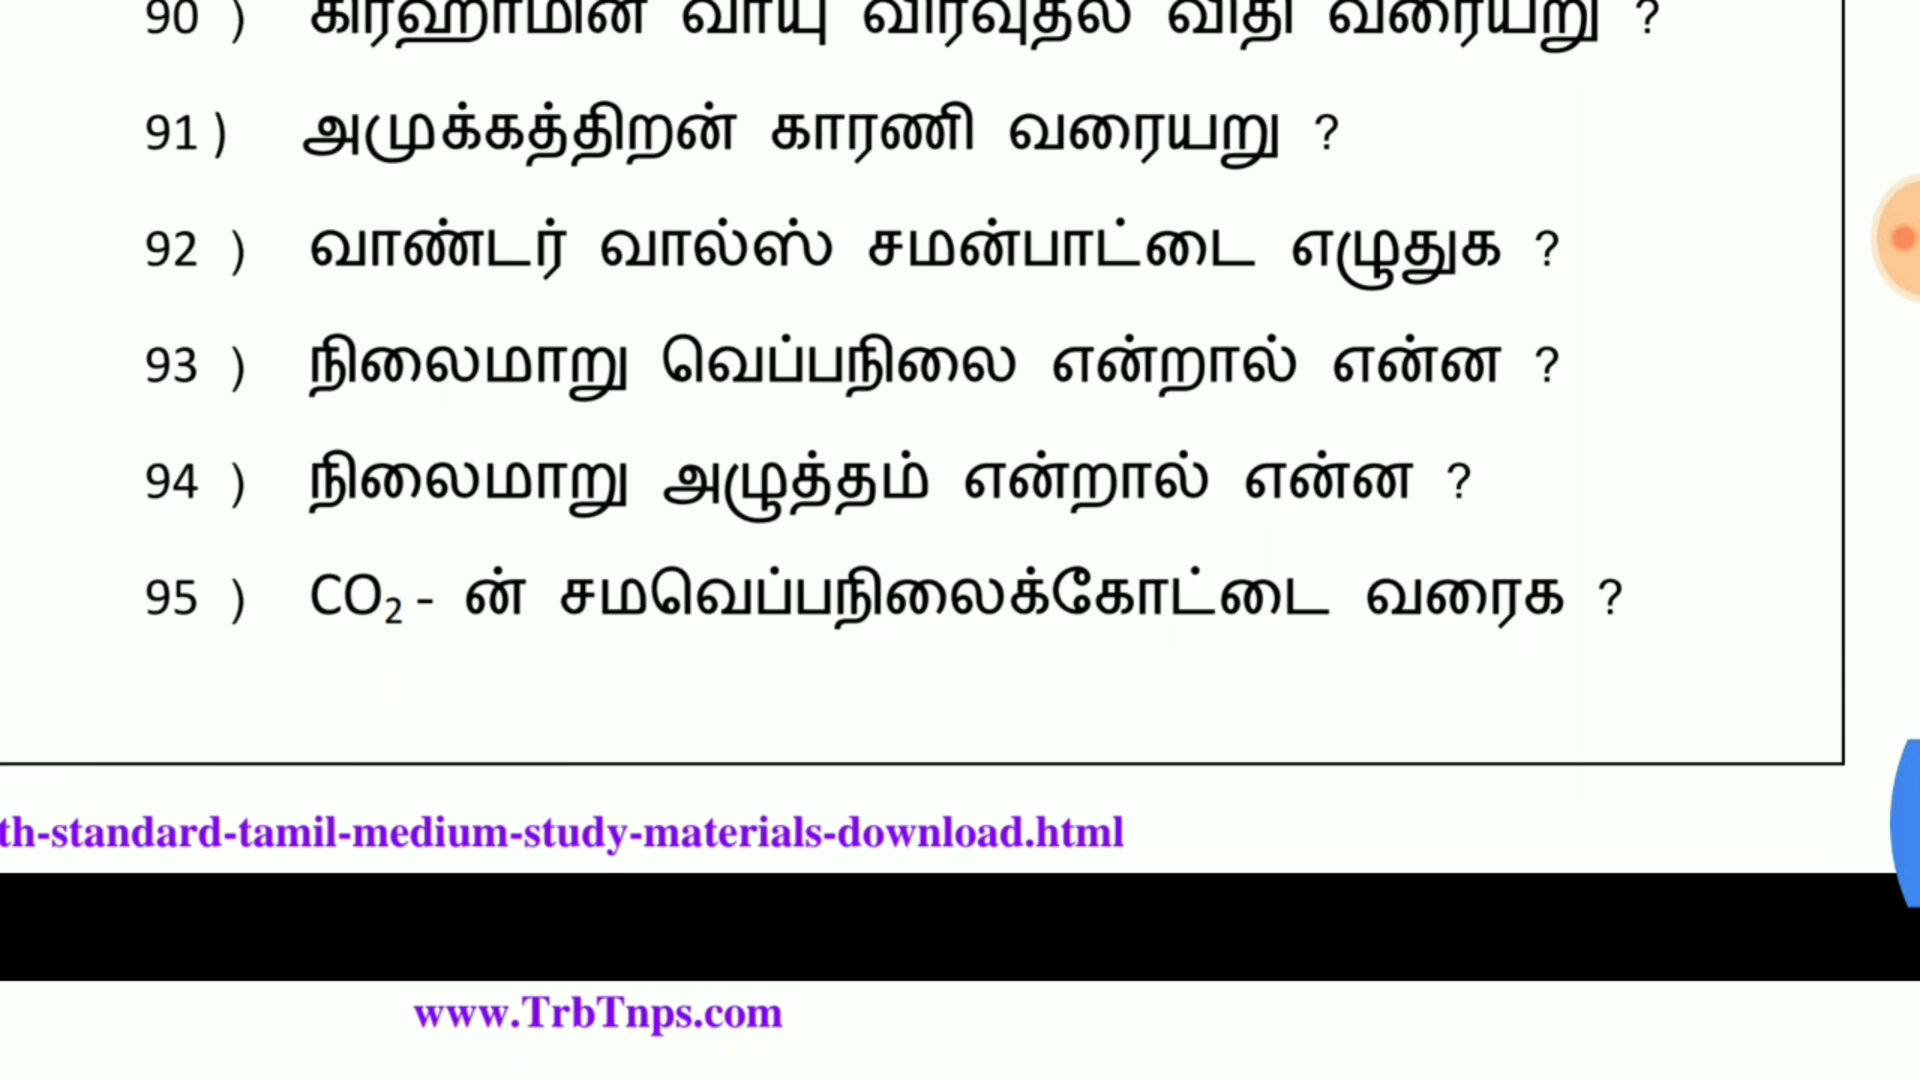 90 ) கிரஹாமின் வாயு விரவுதல் விதி வரையறு ?
91 ) அமுக்கத்திறன் காரணி வரையறு ?
92 ) வாண்டர் வால்ஸ் சமன்பாட்டை எழுதுக ?
93 ) நிலைமாறு வெப்பநிலை என்றால் என்ன ?
94 ) நிலைமாறு அழுத்தம் என்றால் என்ன ?
95 ) CO₂ - ன் சமவெப்பநிலைக்கோட்டை வரைக ?
th-standard-tamil-medium-study-materials-download.html
www.TrbTnps.com